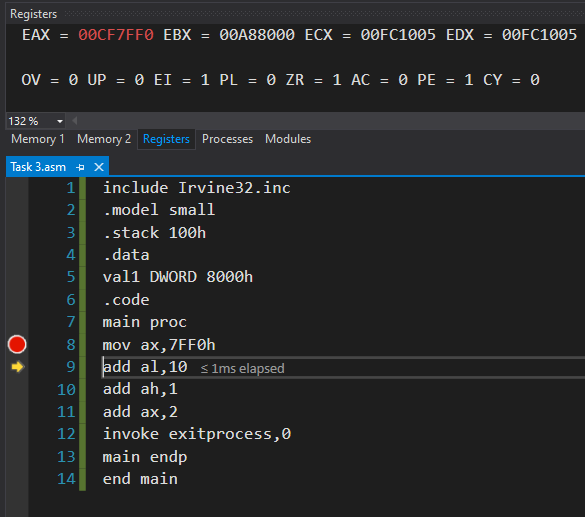 Registers
EAX = 00CF7FF0 EBX = 00A88000 ECX = 00FC1005 EDX = 00FC1005
OV = 0 UP = 0 EI = 1 PL = 0 ZR = 1 AC = 0 PE = 1 CY = 0
132 %
Memory 1 Memory 2 Registers Processes Modules
Task 3.asm
1 include Irvine32.inc
2 .model small
3 .stack 100h
4 .data
5 val1 DWORD 8000h
6 .code
7 main proc
8 mov ax,7FF0h
9 add al,10 ≤ 1ms elapsed
10 add ah,1
11 add ax,2
12 invoke exitprocess,0
13 main endp
14 end main